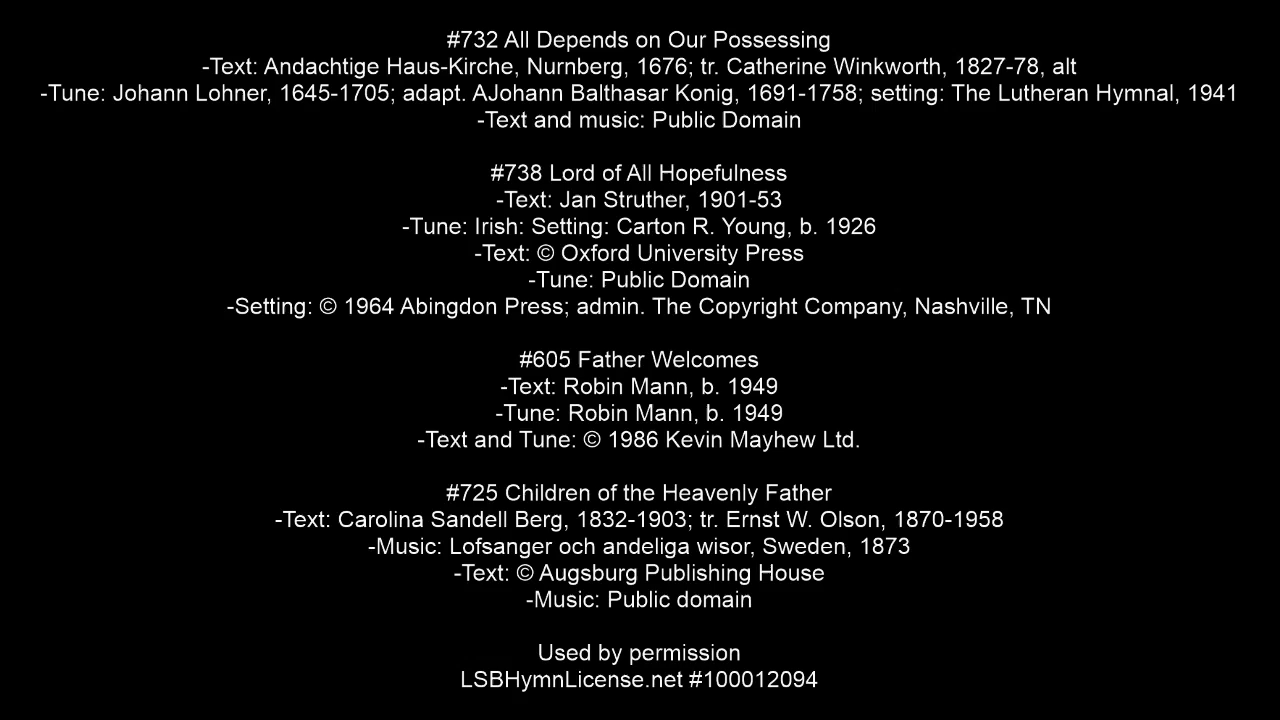 #732 All Depends on Our Possessing
-Text: Andachtige Haus-Kirche, Nurnberg, 1676; tr. Catherine Winkworth, 1827-78, alt
-Tune: Johann Lohner, 1645-1705; adapt. AJohann Balthasar Konig, 1691-1758; setting: The Lutheran Hymnal, 1941
-Text and music: Public Domain
#738 Lord of All Hopefulness
-Text: Jan Struther, 1901-53
-Tune: Irish: Setting: Carton R. Young, b. 1926
-Text: © Oxford University Press
-Tune: Public Domain
-Setting: © 1964 Abingdon Press; admin. The Copyright Company, Nashville, TN
#605 Father Welcomes
-Text: Robin Mann, b. 1949
-Tune: Robin Mann, b. 1949
-Text and Tune: © 1986 Kevin Mayhew Ltd.
#725 Children of the Heavenly Father
-Text: Carolina Sandell Berg, 1832-1903; tr. Ernst W. Olson, 1870-1958
-Music: Lofsanger och andeliga wisor, Sweden, 1873
-Text: © Augsburg Publishing House
-Music: Public domain
Used by permission
LSBHymnLicense.net #100012094